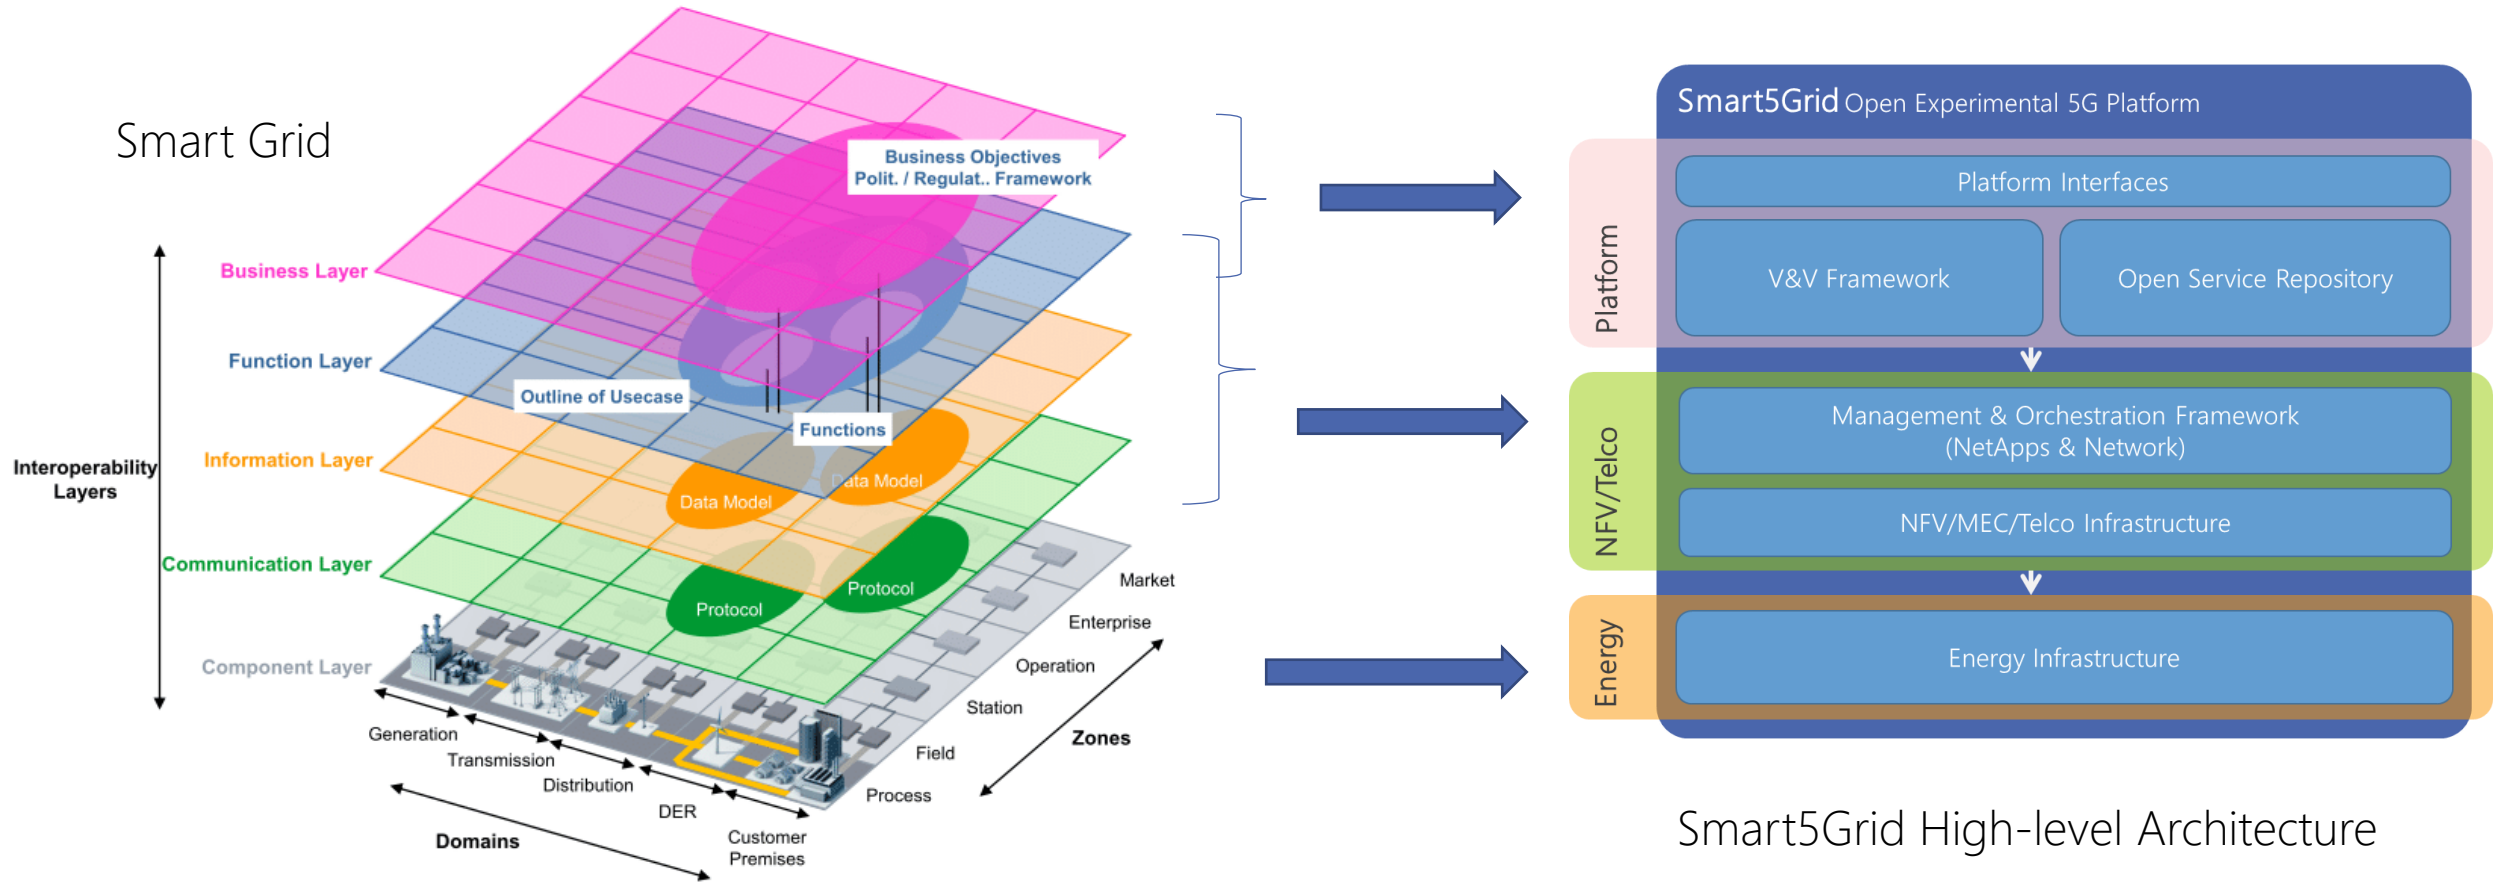 Smart Grid
Business Objectives
Polit. / Regulat.. Framework
Business Layer
Function Layer
Outline of Usecase
Functions
Information Layer
Data Model
Data Model
Interoperability
Layers
Communication Layer
Protocol
Protocol
Component Layer
Market
Enterprise
Operation
Station
Field
Process
Zones
Generation
Transmission
Distribution
DER
Customer
Premises
Domains
Smart5Grid Open Experimental 5G Platform
Platform
Platform Interfaces
V&V Framework
Open Service Repository
NFV/Telco
Management & Orchestration Framework
(NetApps & Network)
NFV/MEC/Telco Infrastructure
Energy
Energy Infrastructure
Smart5Grid High-level Architecture